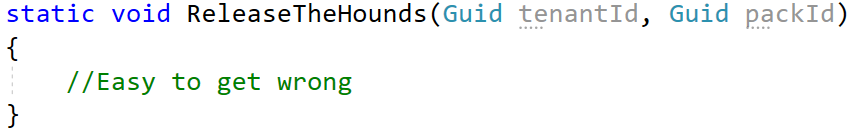 static void ReleaseTheHounds(Guid tenantId, Guid packId)
{
    //Easy to get wrong
}